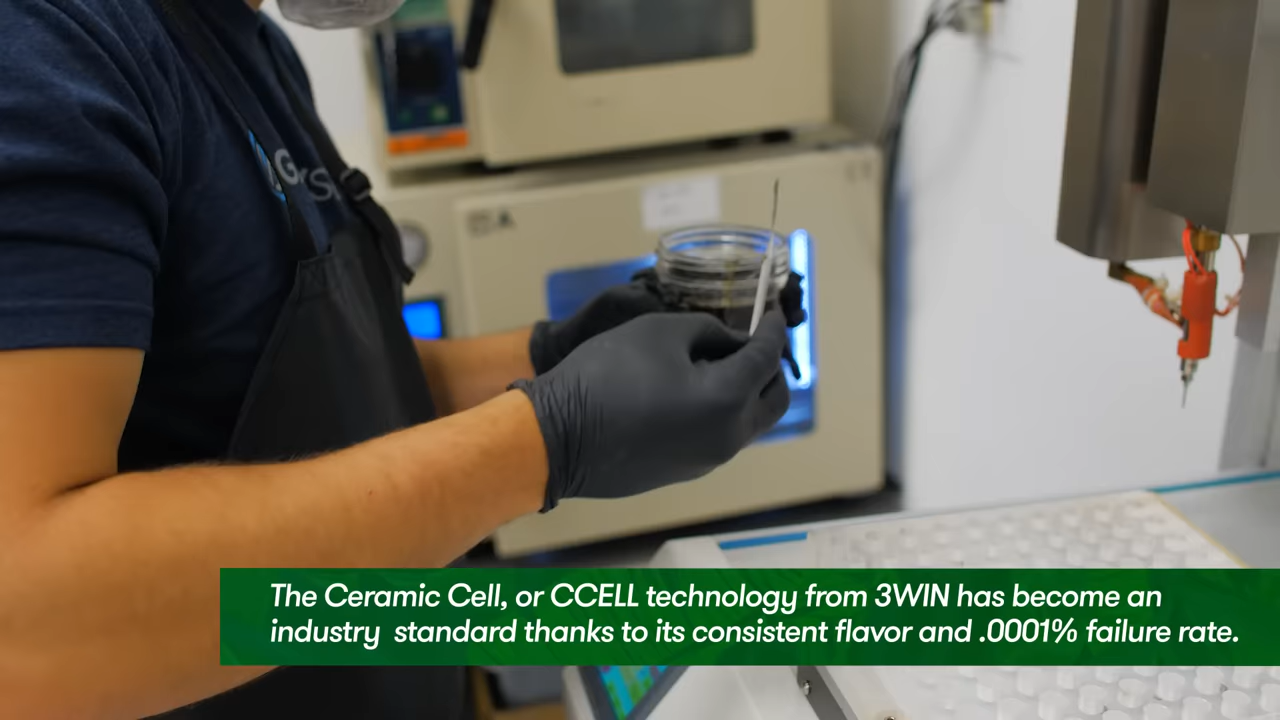 The Ceramic Cell, or CCELL technology from 3WIN has become an
industry standard thanks to its consistent flavor and .0001% failure rate.